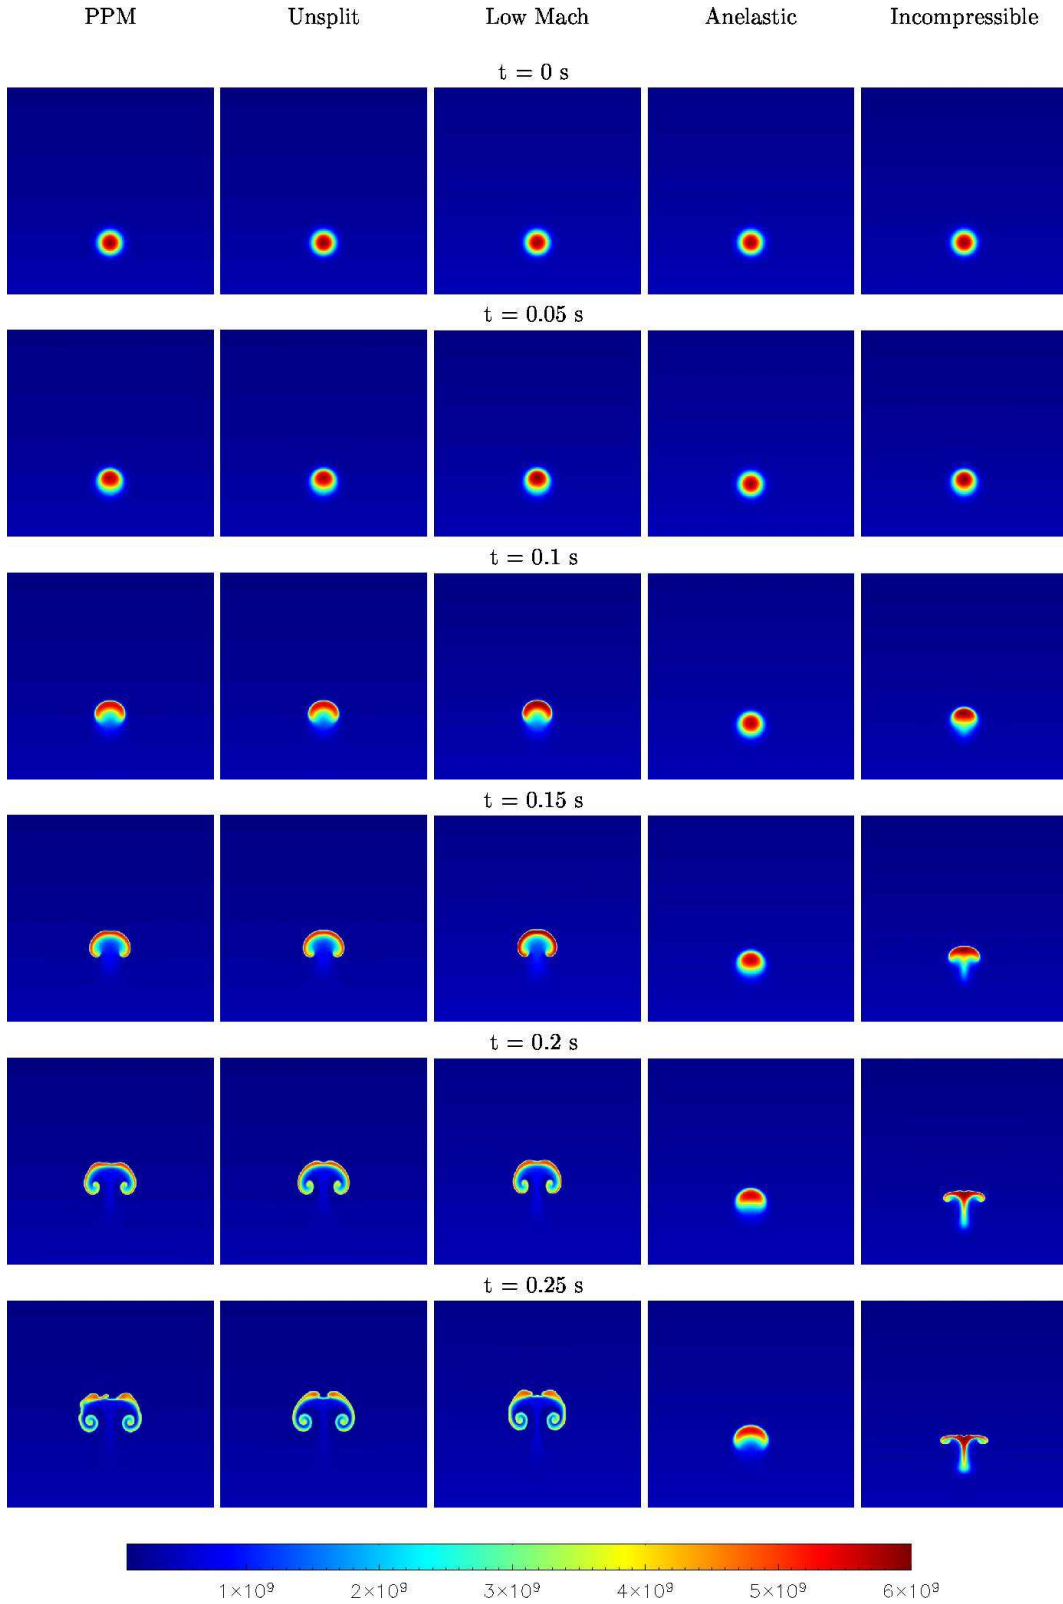 PPM Unsplit Low Mach Anelastic Incompressible
t = 0 s
t = 0.05 s
t = 0.1 s
t = 0.15 s
t = 0.2 s
t = 0.25 s
1×10⁹ 2×10⁹ 3×10⁹ 4×10⁹ 5×10⁹ 6×10⁹